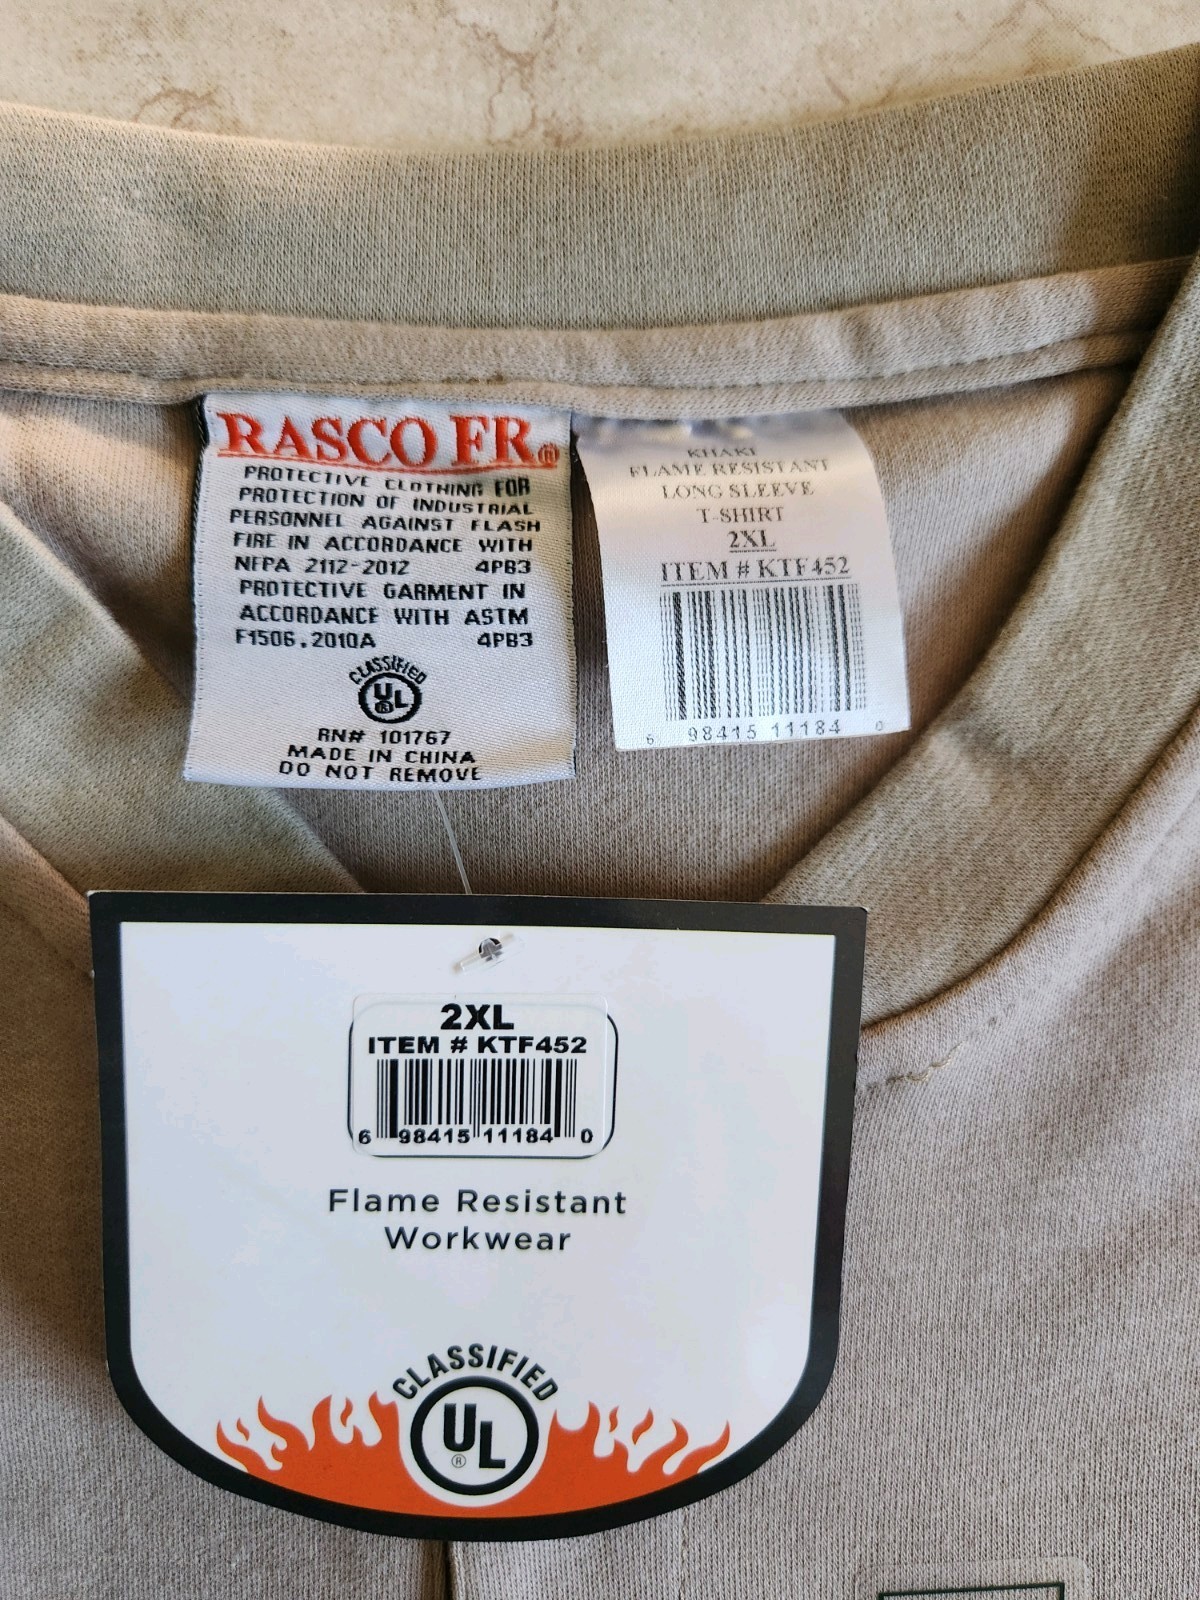 RASCO FR®
PROTECTIVE CLOTHING FOR
PROTECTION OF INDUSTRIAL
PERSONNEL AGAINST FLASH
FIRE IN ACCORDANCE WITH
NFPA 2112-2012 4PB3
PROTECTIVE GARMENT IN
ACCORDANCE WITH ASTM
F1506.2010A 4PB3
CLASSIFIED
UL
RN# 101767
MADE IN CHINA
DO NOT REMOVE
KHAKI
FLAME RESISTANT
LONG SLEEVE
T-SHIRT
2XL
ITEM # KTF452
6 98415 11184 0
2XL
ITEM # KTF452
6 98415 11184 0
Flame Resistant
Workwear
CLASSIFIED
UL®